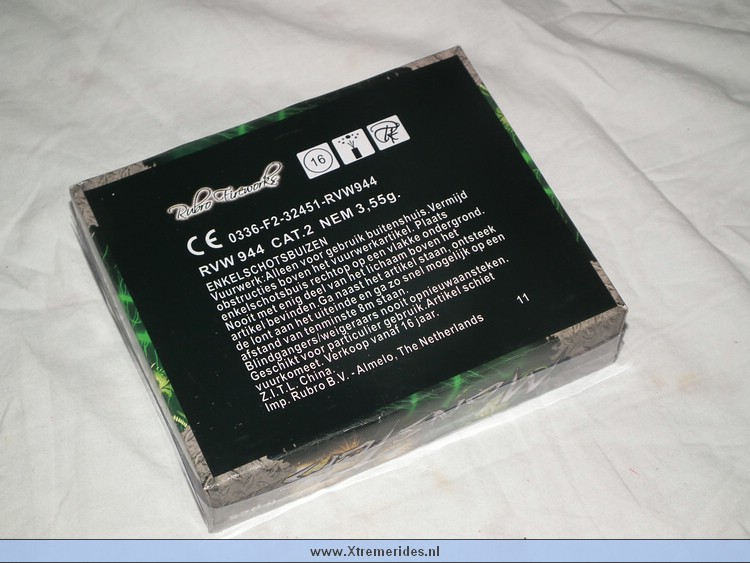 Rubro Fireworks
16
CE 0336-F2-32451-RVW944
RVW 944 CAT.2 NEM 3,55g.
ENKELSCHOTSBUIZEN
Vuurwerk:Alleen voor gebruik buitenshuis.Vermijd
obstructies boven het vuurwerkartikel. Plaats
enkelschotsbuis rechtop op een vlakke ondergrond.
Nooit met enig deel van het lichaam boven het
artikel bevinden.Ga naast het artikel staan, ontsteek
de lont aan het uiteinde en ga zo snel mogelijk op een
afstand van tenminste 8m staan.
Blindgangers/weigeraars nooit opnieuwaansteken.
Geschikt voor particulier gebruik.Artikel schiet
vuurkomeet. Verkoop vanaf 16 jaar.
Z.I.T.L. China.
Imp. Rubro B.V. - Almelo, The Netherlands
11
www.Xtremerides.nl